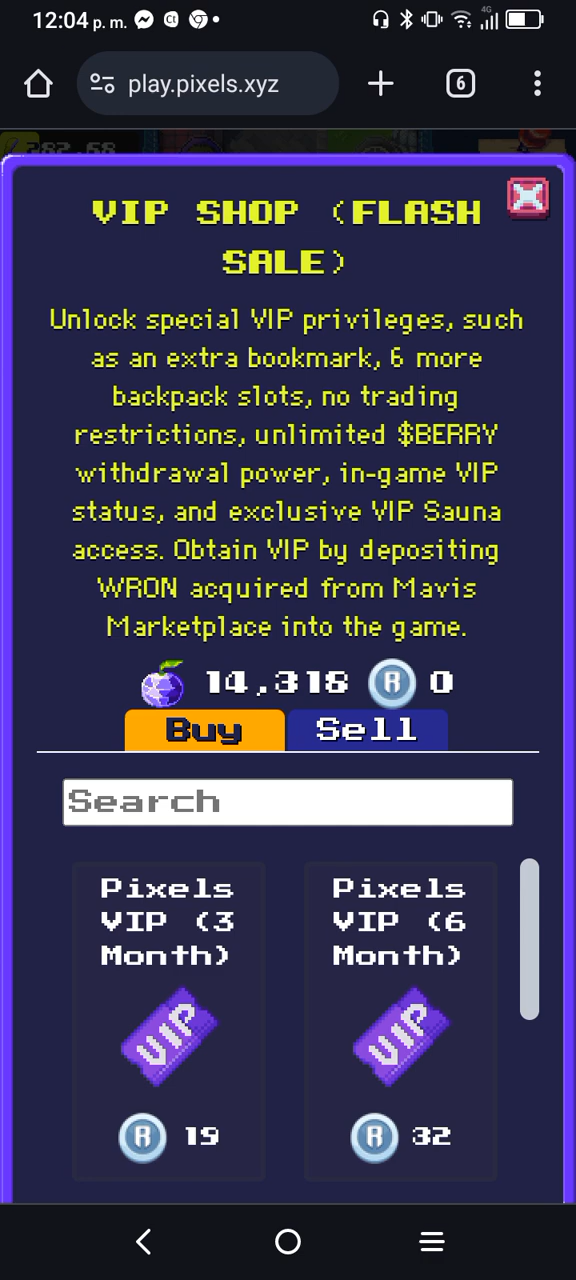 12:04 p. m.
4G
play.pixels.xyz
6
282.68
VIP SHOP (FLASH
SALE)
Unlock special VIP privileges, such
as an extra bookmark, 6 more
backpack slots, no trading
restrictions, unlimited $BERRY
withdrawal power, in-game VIP
status, and exclusive VIP Sauna
access. Obtain VIP by depositing
WRON acquired from Mavis
Marketplace into the game.
14,318 R 0
Buy Sell
Search
Pixels
VIP (3
Month)
VIP
R 19
Pixels
VIP (6
Month)
VIP
R 32